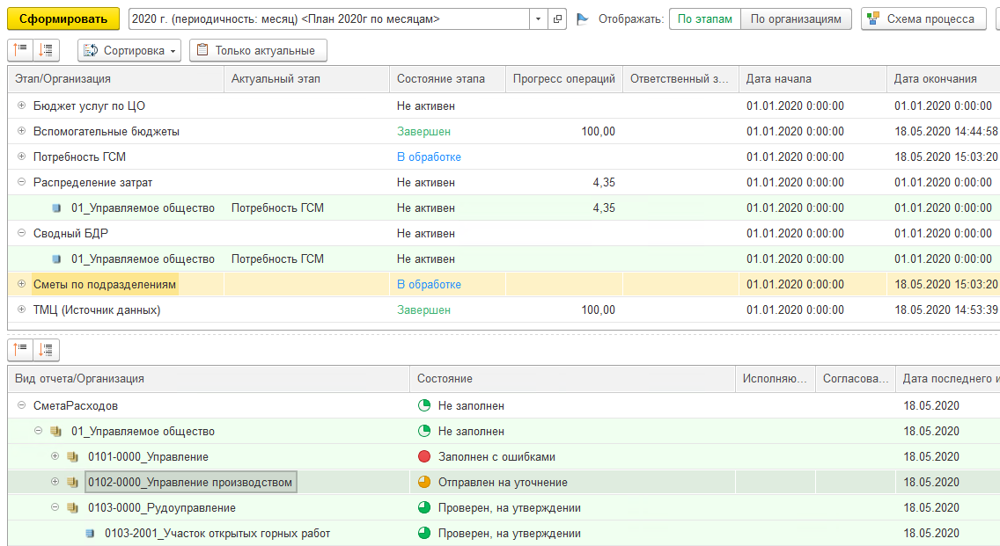 Сформировать 2020 г. (периодичность: месяц) <План 2020г по месяцам> Отображать: По этапам По организациям Схема процесса
Сортировка Только актуальные
Этап/Организация Актуальный этап Состояние этапа Прогресс операций Ответственный з... Дата начала Дата окончания
Бюджет услуг по ЦО Не активен 01.01.2020 0:00:00 01.01.2020 0:00:00
Вспомогательные бюджеты Завершен 100,00 01.01.2020 0:00:00 18.05.2020 14:44:58
Потребность ГСМ В обработке 01.01.2020 0:00:00 18.05.2020 15:03:20
Распределение затрат Не активен 4,35 01.01.2020 0:00:00 01.01.2020 0:00:00
01_Управляемое общество Потребность ГСМ Не активен 4,35 01.01.2020 0:00:00 01.01.2020 0:00:00
Сводный БДР Не активен 01.01.2020 0:00:00 01.01.2020 0:00:00
01_Управляемое общество Потребность ГСМ Не активен 01.01.2020 0:00:00 01.01.2020 0:00:00
Сметы по подразделениям В обработке 01.01.2020 0:00:00 18.05.2020 15:03:20
ТМЦ (Источник данных) Завершен 100,00 01.01.2020 0:00:00 18.05.2020 14:53:39
Вид отчета/Организация Состояние Исполняю... Согласова... Дата последнего и
СметаРасходов Не заполнен 18.05.2020
01_Управляемое общество Не заполнен 18.05.2020
0101-0000_Управление Заполнен с ошибками 18.05.2020
0102-0000_Управление производством Отправлен на уточнение 18.05.2020
0103-0000_Рудоуправление Проверен, на утверждении 18.05.2020
0103-2001_Участок открытых горных работ Проверен, на утверждении 18.05.2020